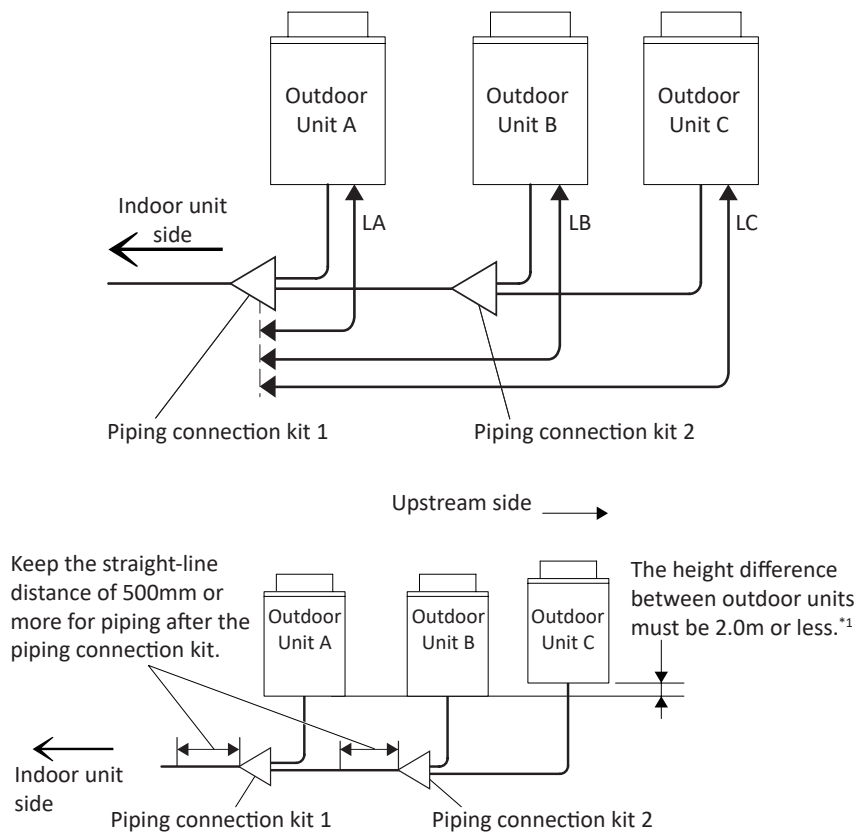 Outdoor
Unit A
Outdoor
Unit B
Outdoor
Unit C
Indoor unit
side
LA
LB
LC
Piping connection kit 1
Piping connection kit 2
Upstream side
Keep the straight-line
distance of 500mm or
more for piping after the
piping connection kit.
Outdoor
Unit A
Outdoor
Unit B
Outdoor
Unit C
The height difference
between outdoor units
must be 2.0m or less.*1
Indoor unit
side
Piping connection kit 1
Piping connection kit 2